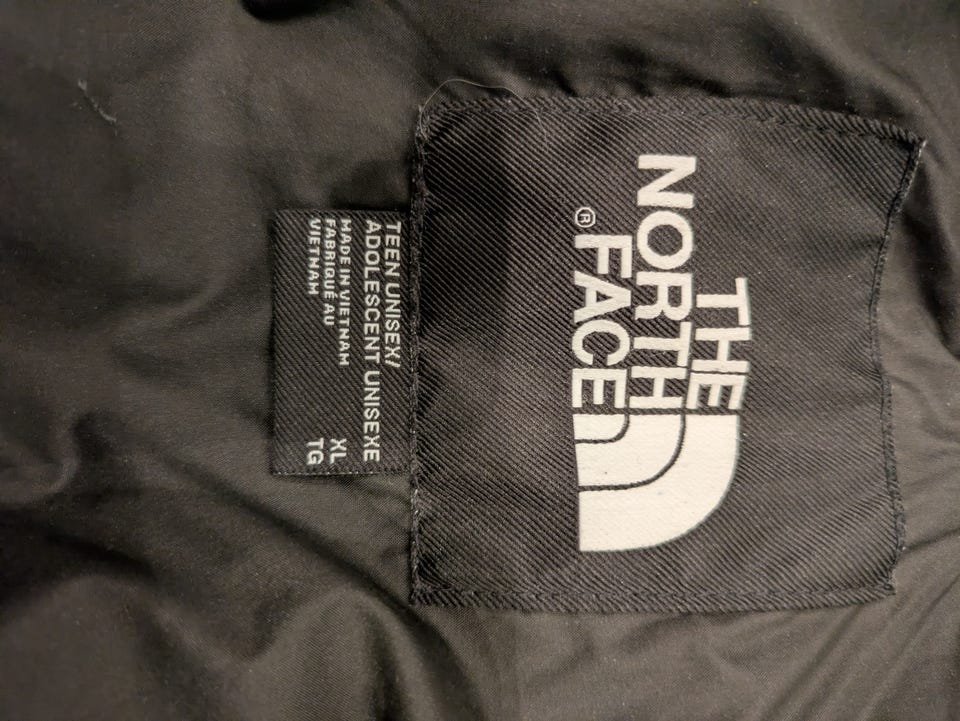 THE
NORTH
FACE®
TEEN UNISEX/
ADOLESCENT UNISEXE
MADE IN VIETNAM XL
FABRIQUÉ AU TG
VIETNAM